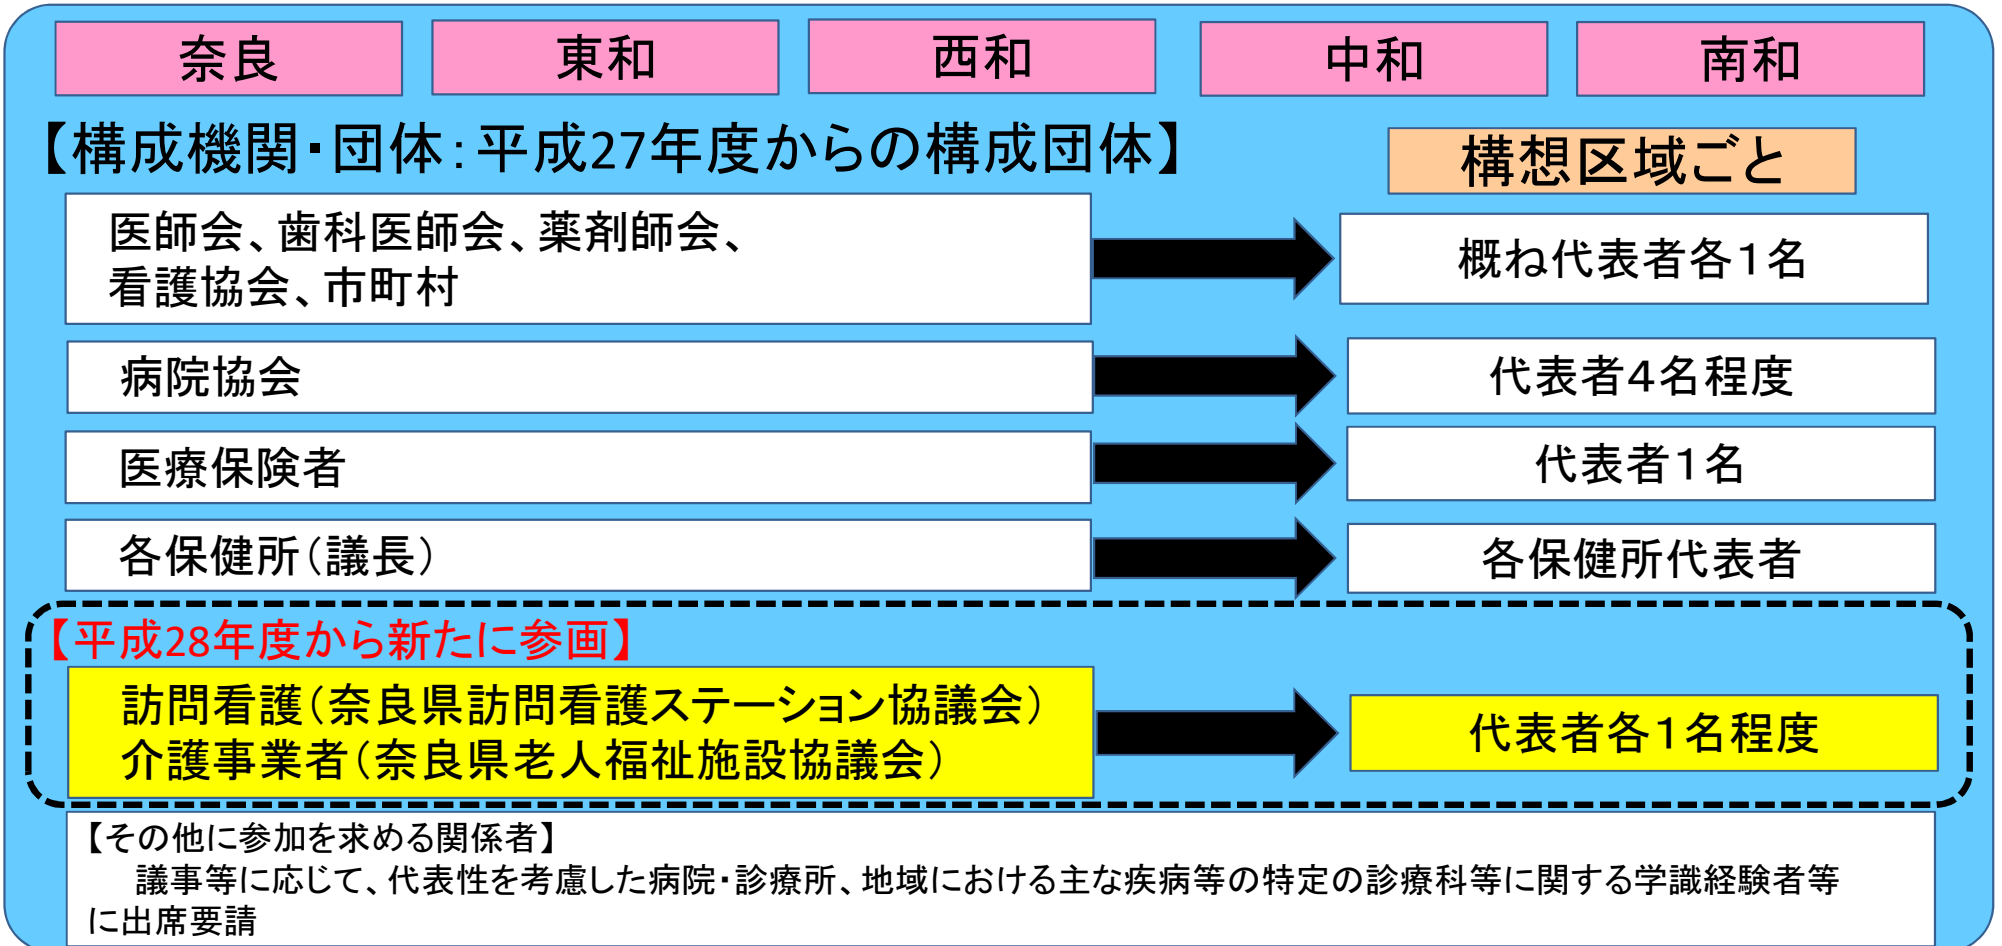 奈良
東和
西和
中和
南和
【構成機関・団体：平成27年度からの構成団体】
構想区域ごと
医師会、歯科医師会、薬剤師会、
看護協会、市町村
概ね代表者各１名
病院協会
代表者４名程度
医療保険者
代表者１名
各保健所（議長）
各保健所代表者
【平成28年度から新たに参画】
訪問看護（奈良県訪問看護ステーション協議会）
介護事業者（奈良県老人福祉施設協議会）
代表者各１名程度
【その他に参加を求める関係者】
議事等に応じて、代表性を考慮した病院・診療所、地域における主な疾病等の特定の診療科等に関する学識経験者等
に出席要請